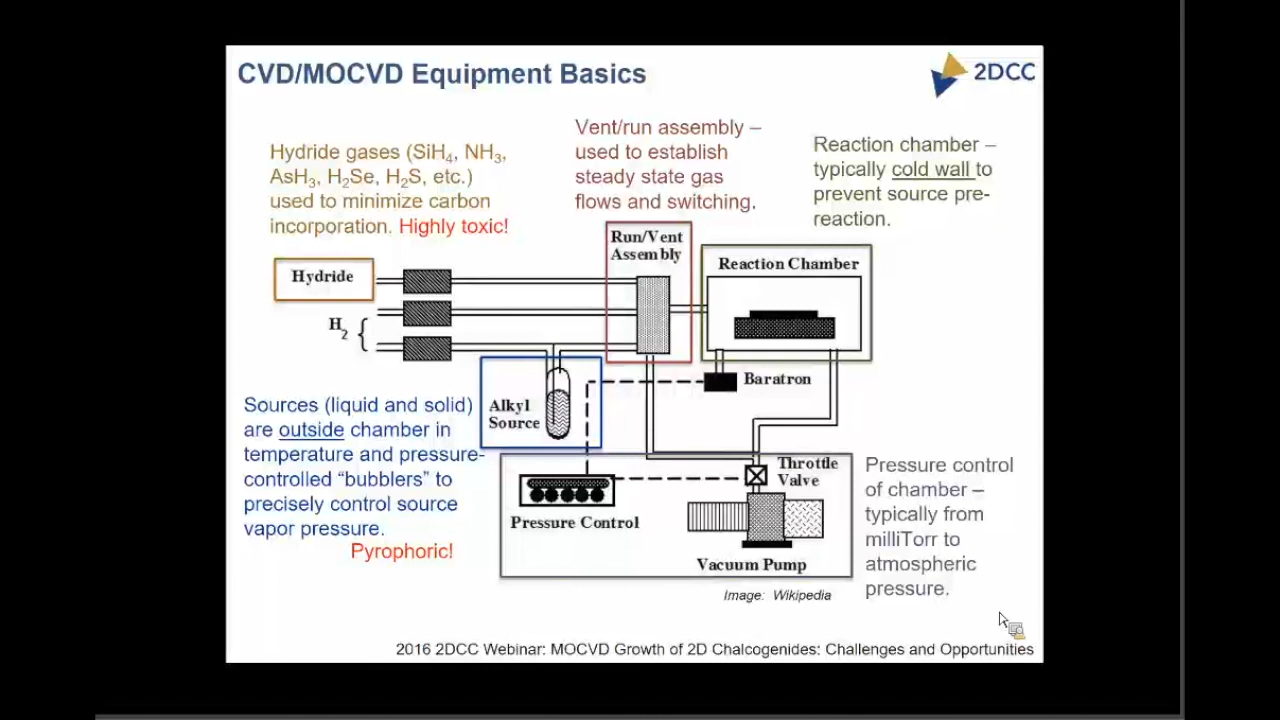 CVD/MOCVD Equipment Basics
2DCC
Hydride gases (SiH4, NH3,
AsH3, H2Se, H2S, etc.)
used to minimize carbon
incorporation. Highly toxic!
Vent/run assembly –
used to establish
steady state gas
flows and switching.
Reaction chamber –
typically cold wall to
prevent source pre-
reaction.
Run/Vent
Assembly
Reaction Chamber
Hydride
H2
Baratron
Alkyl
Source
Sources (liquid and solid)
are outside chamber in
temperature and pressure-
controlled “bubblers” to
precisely control source
vapor pressure.
Pyrophoric!
Throttle
Valve
Pressure Control
Vacuum Pump
Pressure control
of chamber –
typically from
milliTorr to
atmospheric
pressure.
Image: Wikipedia
2016 2DCC Webinar: MOCVD Growth of 2D Chalcogenides: Challenges and Opportunities